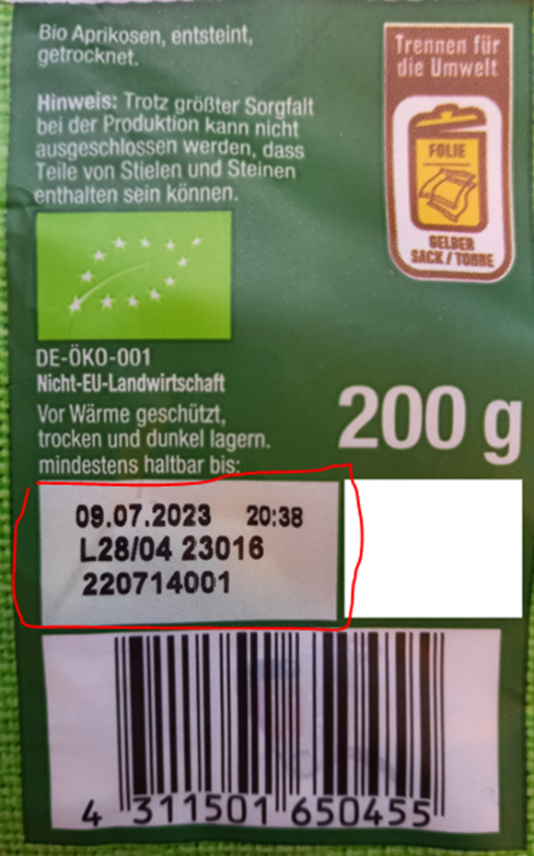 Bio Aprikosen, entsteint,
getrocknet.
Hinweis: Trotz größter Sorgfalt
bei der Produktion kann nicht
ausgeschlossen werden, dass
Teile von Stielen und Steinen
enthalten sein können.
Trennen für
die Umwelt
FOLIE
GELBER
SACK / TONNE
DE-ÖKO-001
Nicht-EU-Landwirtschaft
Vor Wärme geschützt,
trocken und dunkel lagern.
mindestens haltbar bis:
200 g
09.07.2023 20:38
L28/04 23016
220714001
4 311501 650455